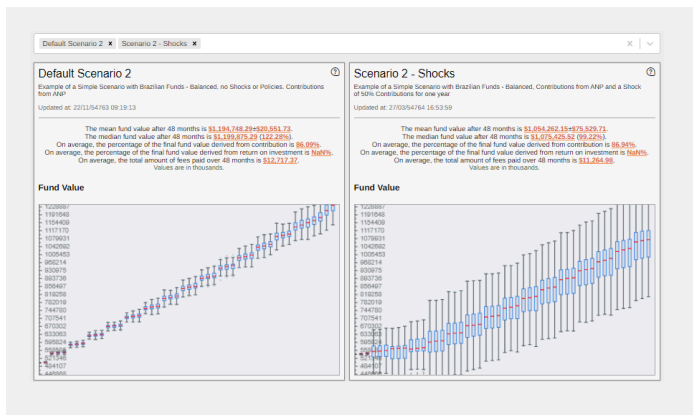 Default Scenario 2 × Scenario 2 - Shocks ×
Default Scenario 2
Example of a Simple Scenario with Brazilian Funds - Balanced, no Shocks or Policies. Contributions
from ANP
Updated at: 22/11/54763 09:19:13
The mean fund value after 48 months is $1,194,748.29±$20,551.73.
The median fund value after 48 months is $1,199,875.29 (122.28%).
On average, the percentage of the final fund value derived from contribution is 86.09%.
On average, the percentage of the final fund value derived from return on investment is NaN%.
On average, the total amount of fees paid over 48 months is $12,717.37.
Values are in thousands.
Fund Value
1228887
1191648
1154409
1117170
1079931
1042692
1005453
968214
930975
893736
856497
819258
782019
744780
707541
670302
633063
595824
521346
484107
Scenario 2 - Shocks
Example of a Simple Scenario with Brazilian Funds - Balanced, Contributions from ANP and a Shock
of 50% Contributions for one year
Updated at: 27/03/54764 16:53:59
The mean fund value after 48 months is $1,054,262.15±$75,529.71.
The median fund value after 48 months is $1,075,425.52 (99.22%).
On average, the percentage of the final fund value derived from contribution is 86.94%.
On average, the percentage of the final fund value derived from return on investment is NaN%.
On average, the total amount of fees paid over 48 months is $11,264.98.
Values are in thousands.
Fund Value
1228887
1191648
1154409
1117170
1079931
1042692
1005453
968214
930975
893736
856497
819258
782019
744780
707541
670302
633063
595824
521346
484107